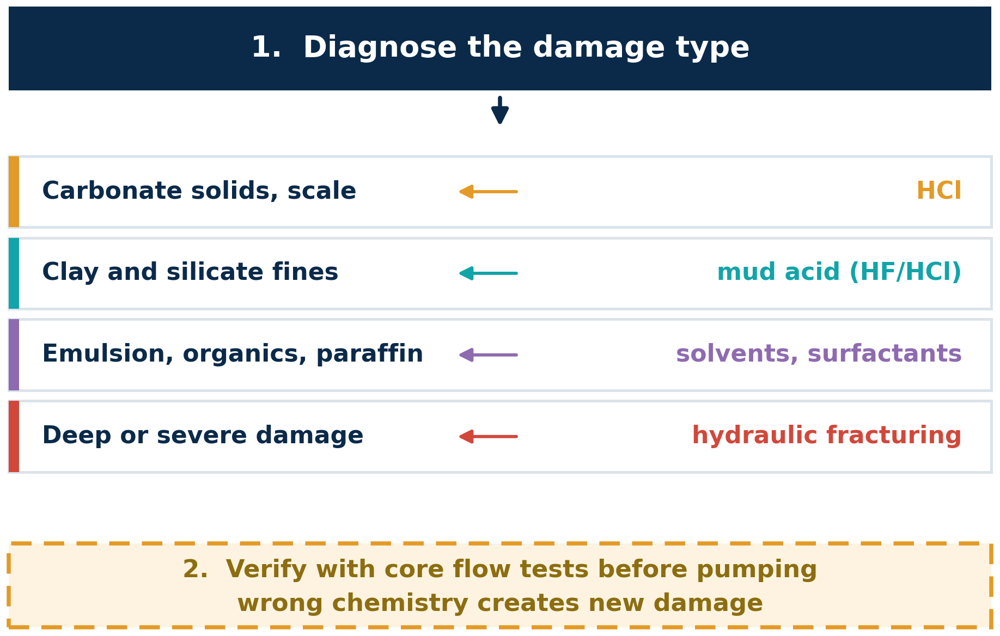 1. Diagnose the damage type
Carbonate solids, scale HCl
Clay and silicate fines mud acid (HF/HCl)
Emulsion, organics, paraffin solvents, surfactants
Deep or severe damage hydraulic fracturing
2. Verify with core flow tests before pumping
wrong chemistry creates new damage